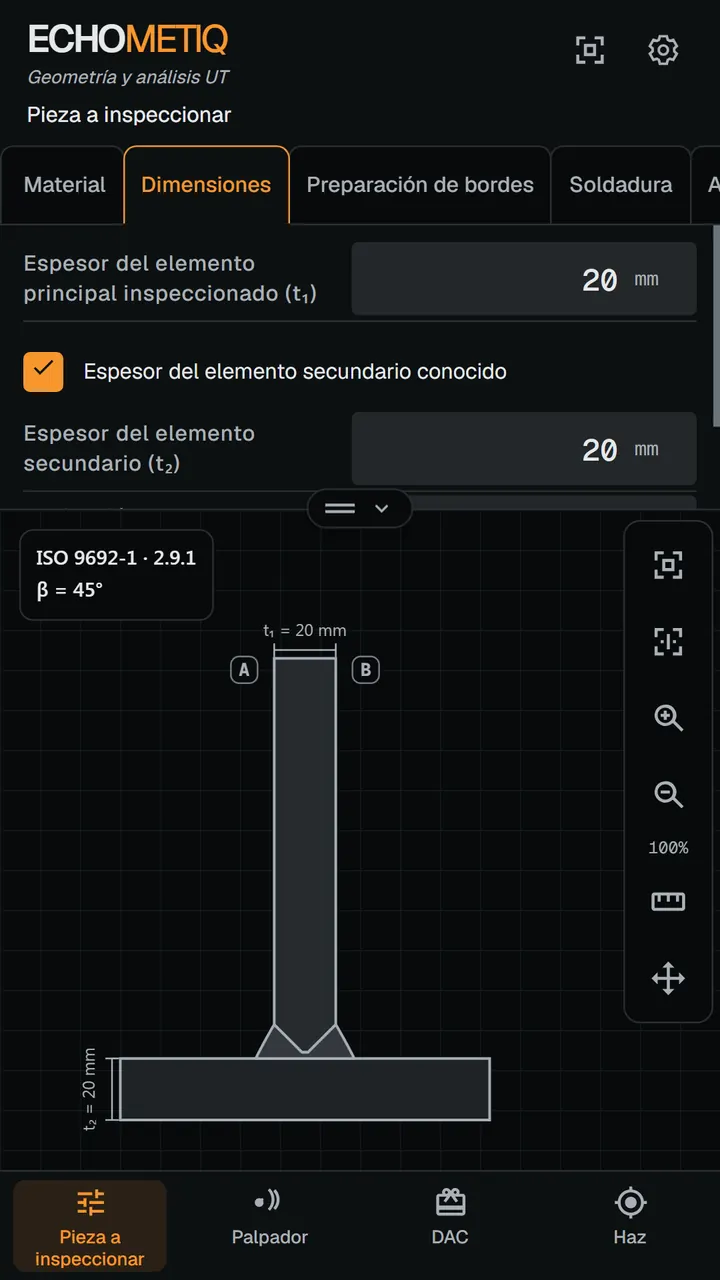 ECHOMETIQ
Geometría y análisis UT
Pieza a inspeccionar
Material
Dimensiones
Preparación de bordes
Soldadura
A
Espesor del elemento
principal inspeccionado (t₁)
20 mm
Espesor del elemento secundario conocido
Espesor del elemento
secundario (t₂)
20 mm
ISO 9692-1 · 2.9.1
β = 45°
t₁ = 20 mm
A
B
100%
t₂ = 20 mm
Pieza a
inspeccionar
Palpador
DAC
Haz